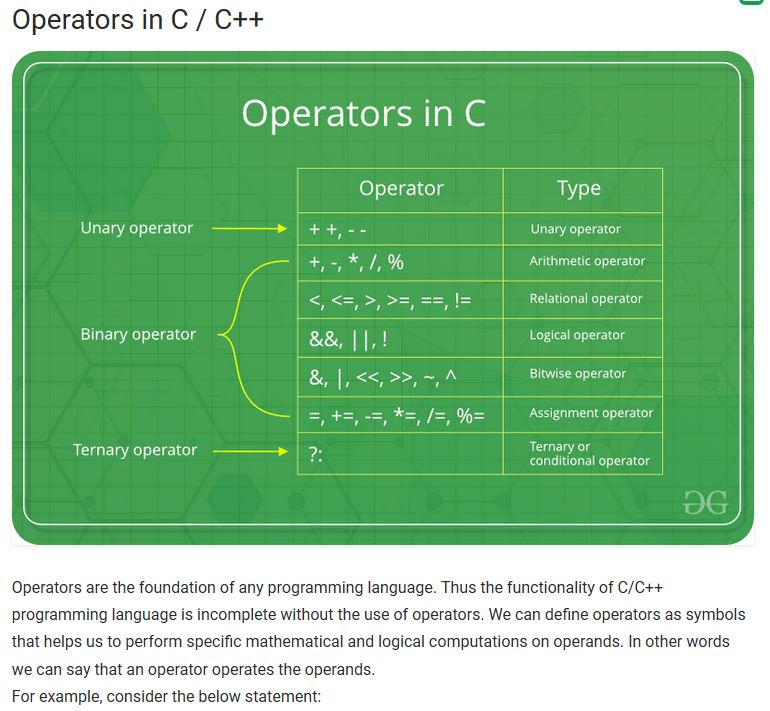 Operators in C / C++
Operators in C
Operator Type
Unary operator + +, - - Unary operator
+, -, *, /, % Arithmetic operator
<, <=, >, >=, ==, != Relational operator
Binary operator &&, ||, ! Logical operator
&, |, <<, >>, ~, ^ Bitwise operator
=, +=, -=, *=, /=, %= Assignment operator
Ternary operator ?: Ternary or
conditional operator
Operators are the foundation of any programming language. Thus the functionality of C/C++
programming language is incomplete without the use of operators. We can define operators as symbols
that helps us to perform specific mathematical and logical computations on operands. In other words
we can say that an operator operates the operands.
For example, consider the below statement: